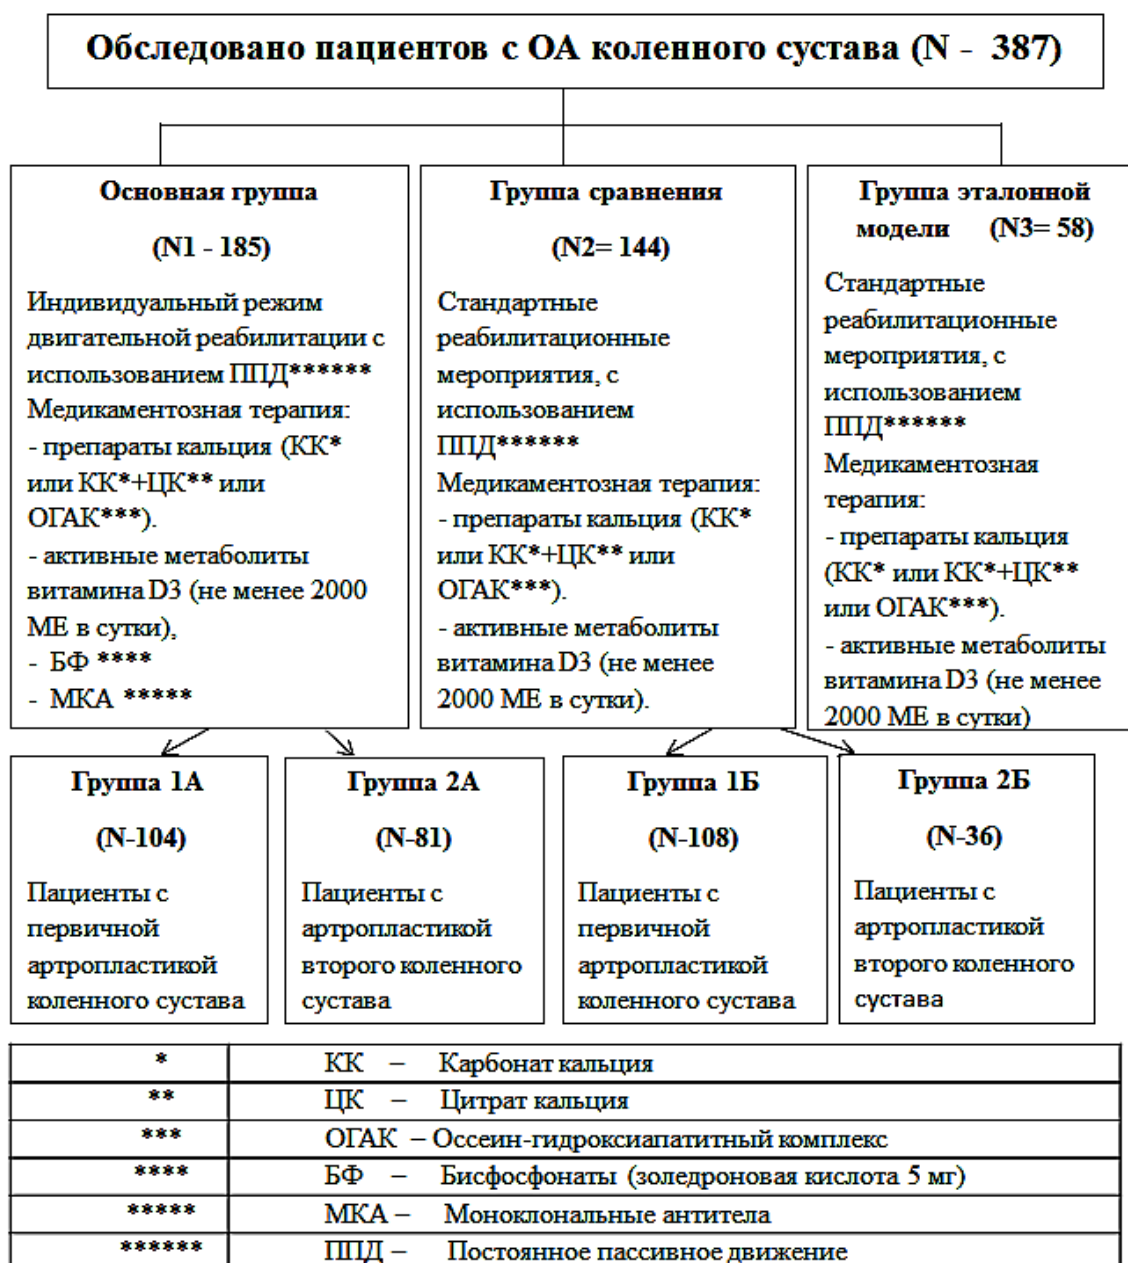 Обследовано пациентов с ОА коленного сустава (N - 387)
Основная группа
(N1 - 185)
Индивидуальный режим
двигательной реабилитации с
использованием ППД******
Медикаментозная терапия:
- препараты кальция (КК*
или КК*+ЦК** или
ОГАК***).
- активные метаболиты
витамина D3 (не менее 2000
МЕ в сутки),
- БФ ****
- МКА *****
Группа сравнения
(N2= 144)
Стандартные
реабилитационные
мероприятия, с
использованием
ППД******
Медикаментозная терапия:
- препараты кальция (КК*
или КК*+ЦК** или
ОГАК***).
- активные метаболиты
витамина D3 (не менее
2000 МЕ в сутки).
Группа эталонной
модели (N3= 58)
Стандартные
реабилитационные
мероприятия, с
использованием
ППД******
Медикаментозная
терапия:
- препараты кальция
(КК* или КК*+ЦК**
или ОГАК***).
- активные метаболиты
витамина D3 (не менее
2000 МЕ в сутки)
Группа 1А
(N-104)
Пациенты с
первичной
артропластикой
коленного сустава
Группа 2А
(N-81)
Пациенты с
артропластикой
второго коленного
сустава
Группа 1Б
(N-108)
Пациенты с
первичной
артропластикой
коленного сустава
Группа 2Б
(N-36)
Пациенты с
артропластикой
второго коленного
сустава
* КК – Карбонат кальция
** ЦК – Цитрат кальция
*** ОГАК – Оссеин-гидроксиапатитный комплекс
**** БФ – Бисфосфонаты (золедроновая кислота 5 мг)
***** МКА – Моноклональные антитела
****** ППД – Постоянное пассивное движение